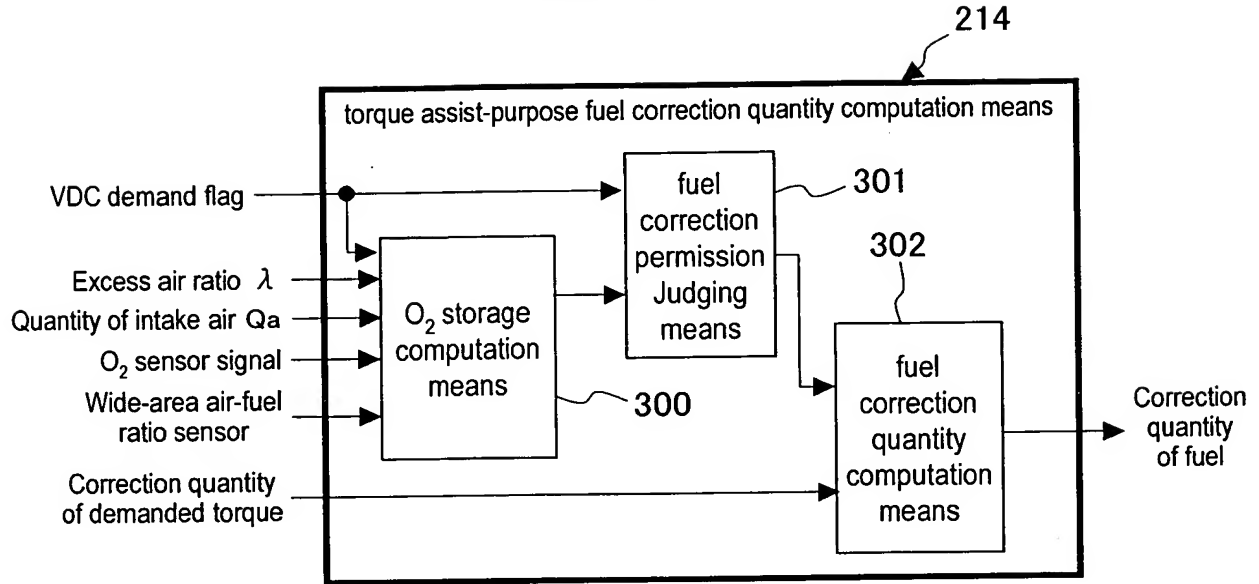 214
torque assist-purpose fuel correction quantity computation means
VDC demand flag
Excess air ratio λ
Quantity of intake air Qa
O₂ sensor signal
Wide-area air-fuel
ratio sensor
Correction quantity
of demanded torque
O₂ storage
computation
means
300
fuel
correction
permission
Judging
means
301
302
fuel
correction
quantity
computation
means
Correction
quantity
of fuel